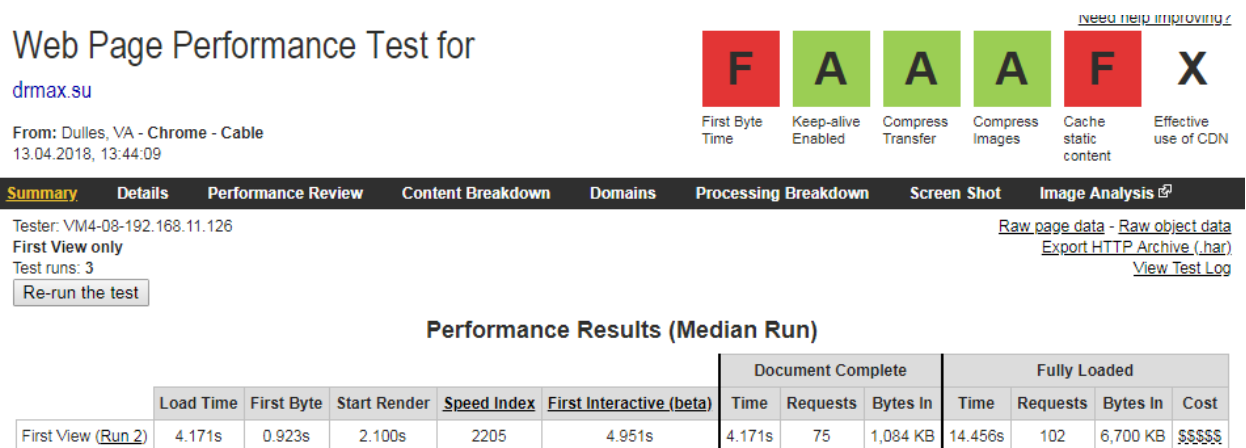 Need help improving?
Web Page Performance Test for
drmax.su
From: Dulles, VA - Chrome - Cable
13.04.2018, 13:44:09
F A A A F X
First Byte Time
Keep-alive Enabled
Compress Transfer
Compress Images
Cache static content
Effective use of CDN
Summary Details Performance Review Content Breakdown Domains Processing Breakdown Screen Shot Image Analysis
Tester: VM4-08-192.168.11.126
First View only
Test runs: 3
Re-run the test
Raw page data - Raw object data
Export HTTP Archive (.har)
View Test Log
Performance Results (Median Run)
Document Complete Fully Loaded
Load Time First Byte Start Render Speed Index First Interactive (beta) Time Requests Bytes In Time Requests Bytes In Cost
First View (Run 2) 4.171s 0.923s 2.100s 2205 4.951s 4.171s 75 1,084 KB 14.456s 102 6,700 KB $$$$$